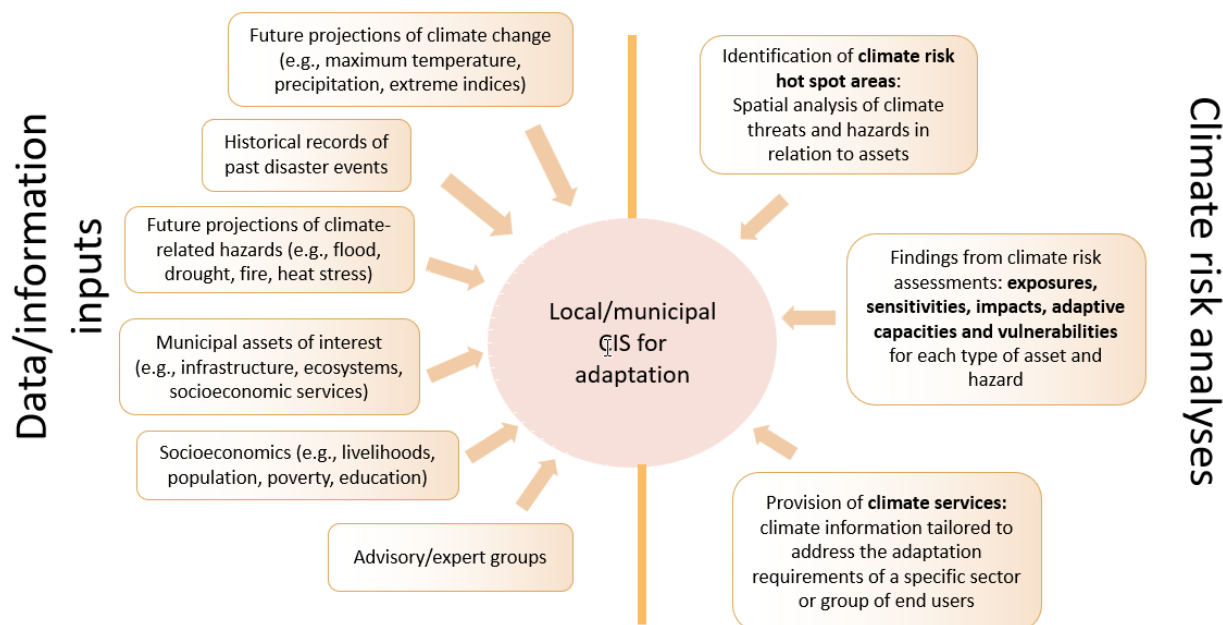 Data/information
inputs
Future projections of climate change
(e.g., maximum temperature,
precipitation, extreme indices)
Historical records of
past disaster events
Future projections of climate-
related hazards (e.g., flood,
drought, fire, heat stress)
Municipal assets of interest
(e.g., infrastructure, ecosystems,
socioeconomic services)
Socioeconomics (e.g., livelihoods,
population, poverty, education)
Advisory/expert groups
Local/municipal
CIS for
adaptation
Identification of climate risk
hot spot areas:
Spatial analysis of climate
threats and hazards in
relation to assets
Findings from climate risk
assessments: exposures,
sensitivities, impacts, adaptive
capacities and vulnerabilities
for each type of asset and
hazard
Provision of climate services:
climate information tailored to
address the adaptation
requirements of a specific sector
or group of end users
Climate risk analyses